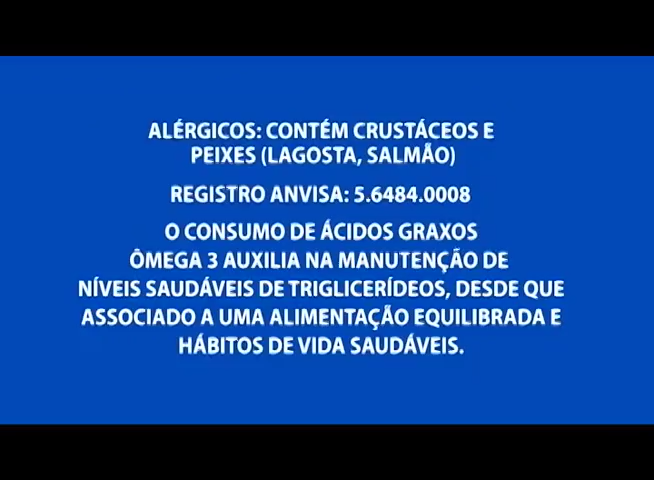 ALÉRGICOS: CONTÉM CRUSTÁCEOS E
PEIXES (LAGOSTA, SALMÃO)
REGISTRO ANVISA: 5.6484.0008
O CONSUMO DE ÁCIDOS GRAXOS
ÔMEGA 3 AUXILIA NA MANUTENÇÃO DE
NÍVEIS SAUDÁVEIS DE TRIGLICERÍDEOS, DESDE QUE
ASSOCIADO A UMA ALIMENTAÇÃO EQUILIBRADA E
HÁBITOS DE VIDA SAUDÁVEIS.